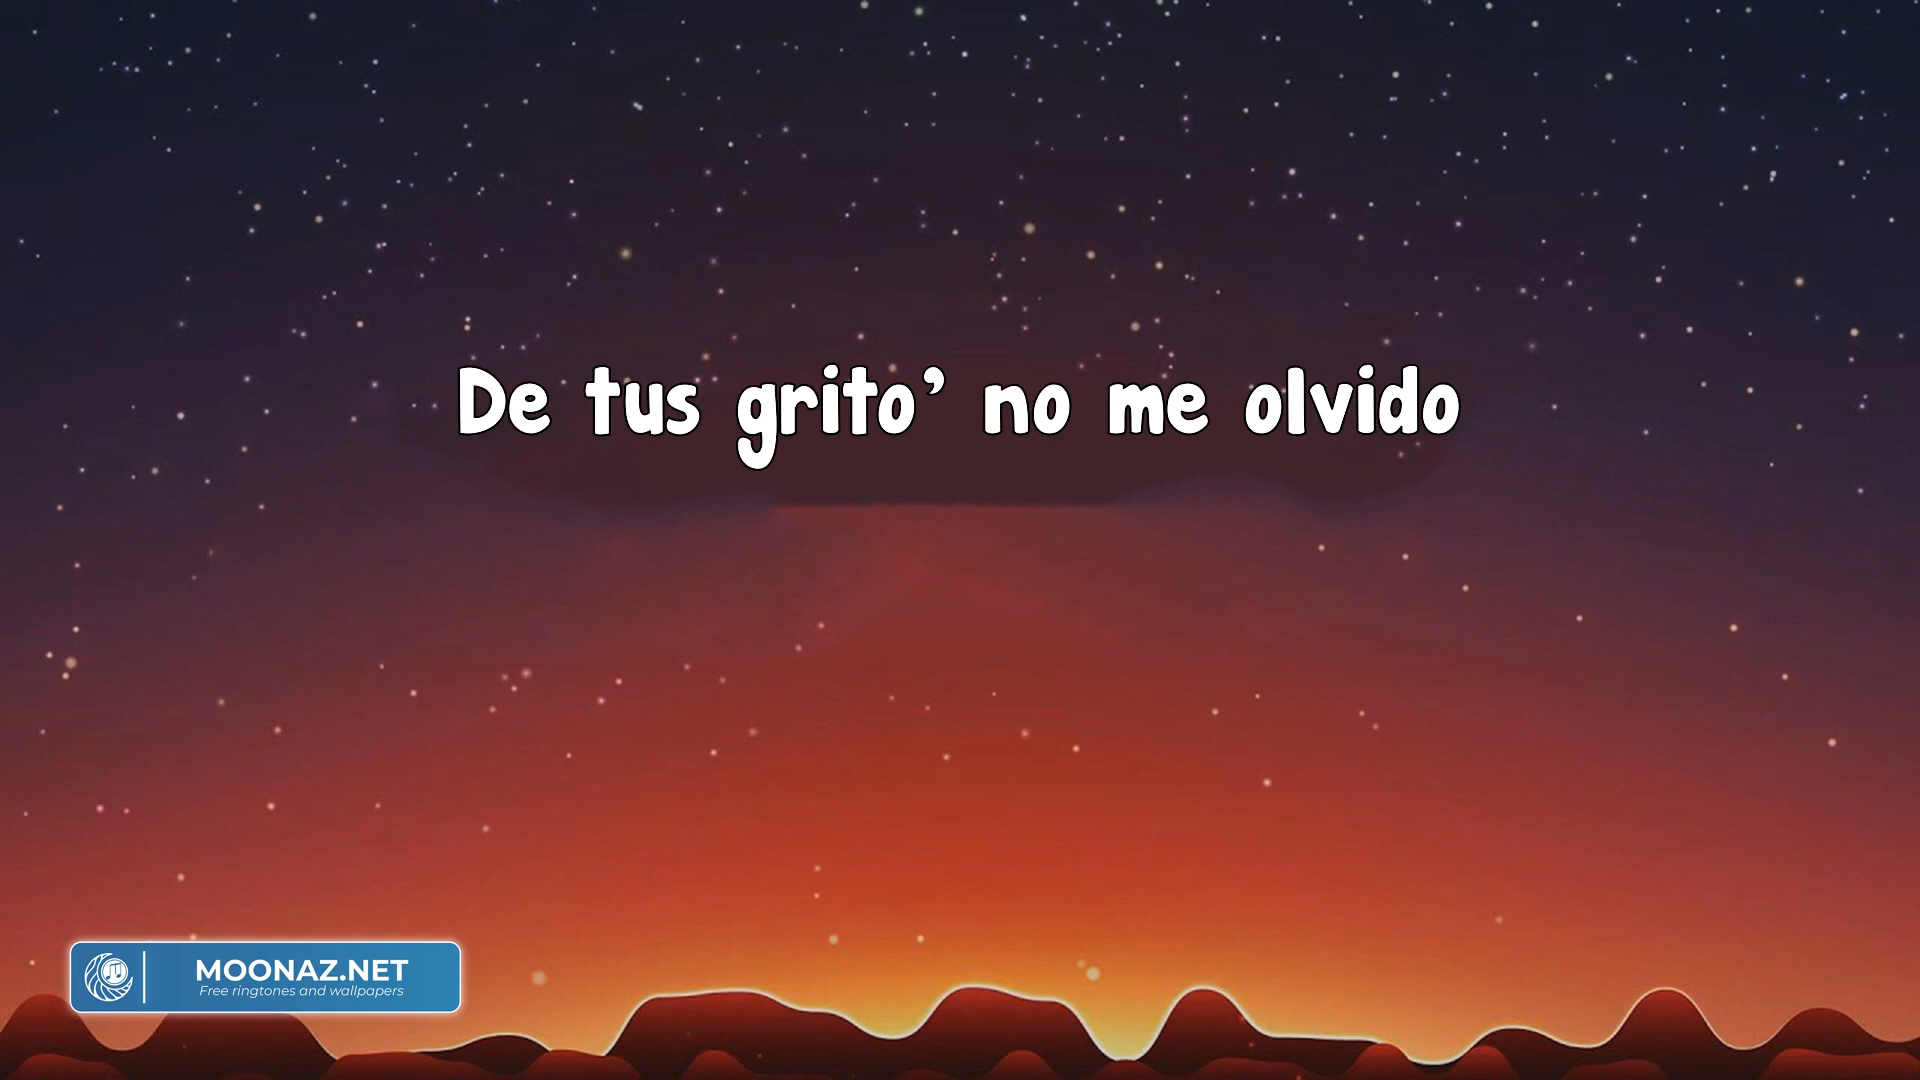 De tus grito’ no me olvido
MOONAZ.NET
Free ringtones and wallpapers